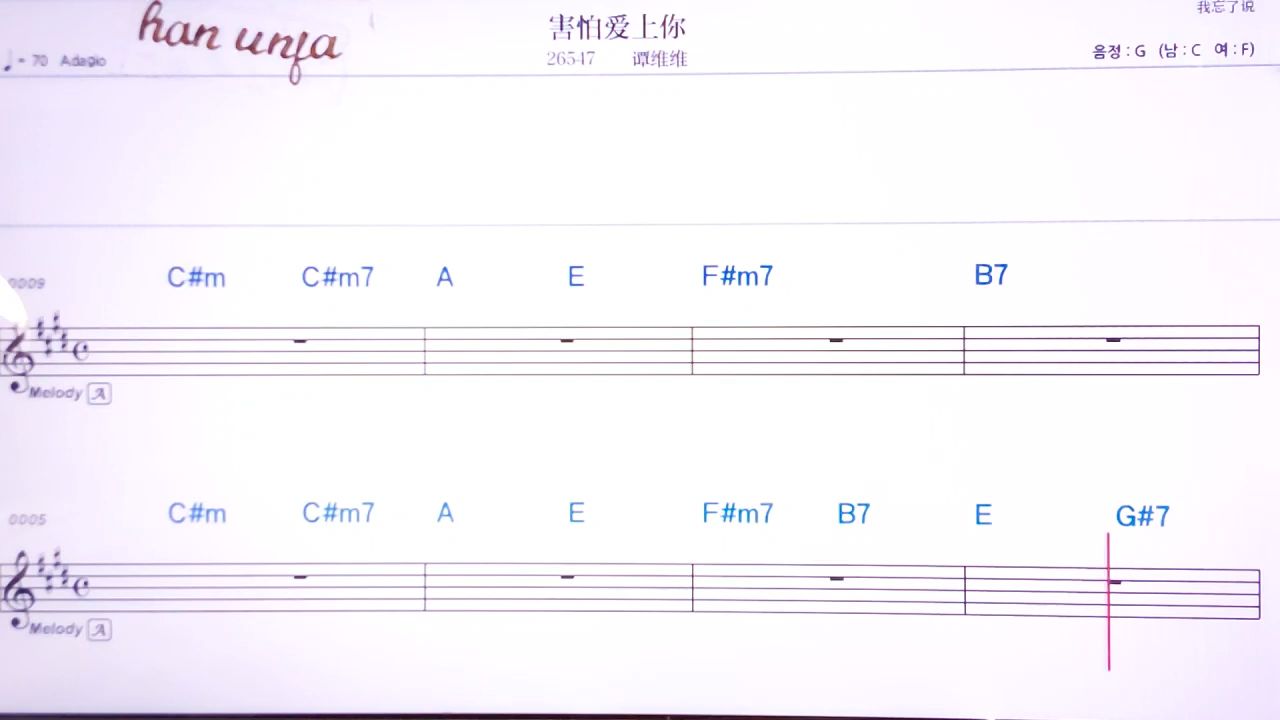 han unja
害怕爱上你
我忘了说
♩= 70 Adagio
26547 谭维维
음정 : G (남 : C 여 : F)
0009 C#m C#m7 A E F#m7 B7
Melody A
0005 C#m C#m7 A E F#m7 B7 E G#7
Melody A